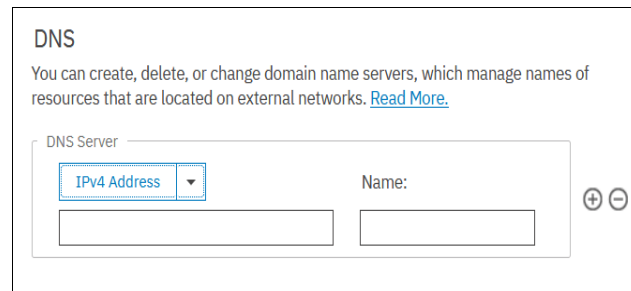 DNS
You can create, delete, or change domain name servers, which manage names of
resources that are located on external networks. Read More.
DNS Server
IPv4 Address
Name: